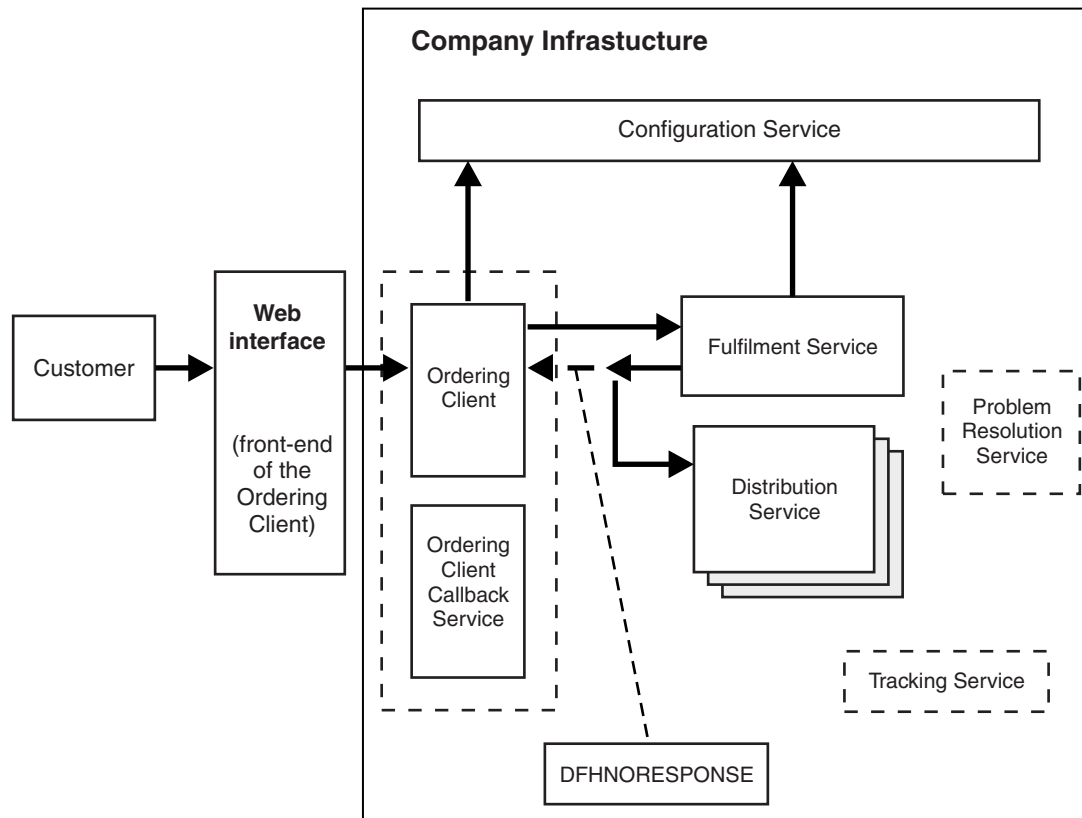 Company Infrastucture
Configuration Service
Customer
Web
interface
(front-end
of the
Ordering
Client)
Ordering
Client
Fulfilment Service
Problem
Resolution
Service
Distribution
Service
Ordering
Client
Callback
Service
Tracking Service
DFHNORESPONSE